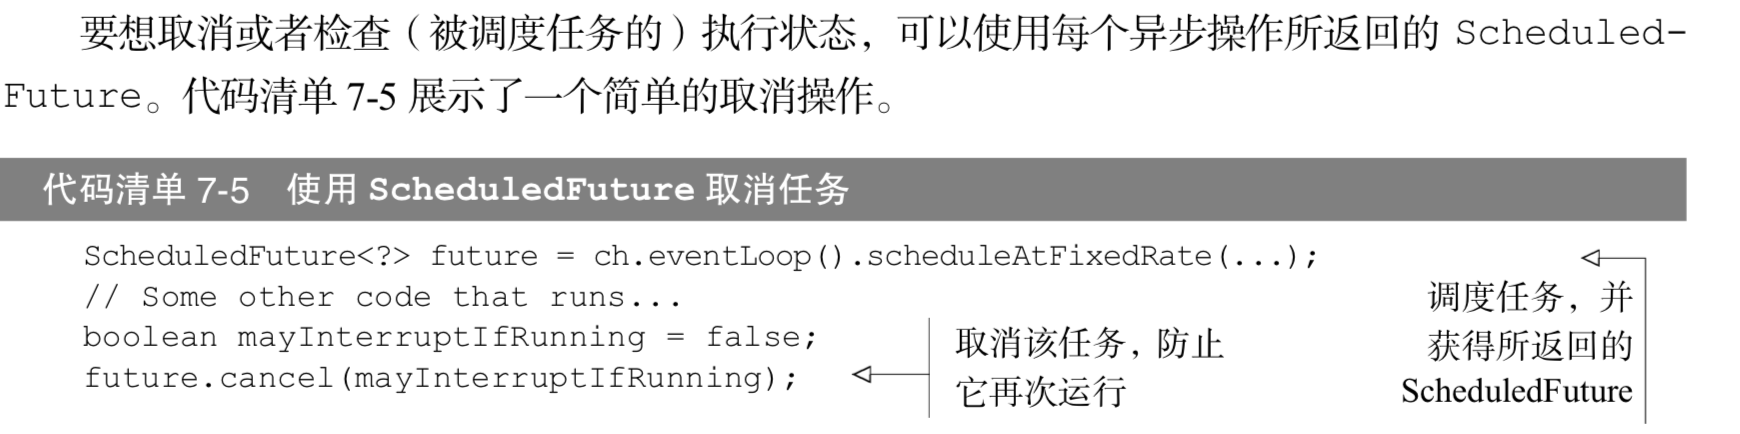 要想取消或者检查（被调度任务的）执行状态，可以使用每个异步操作所返回的 Scheduled-
Future。代码清单 7-5 展示了一个简单的取消操作。
代码清单 7-5 使用 ScheduledFuture 取消任务
ScheduledFuture<?> future = ch.eventLoop().scheduleAtFixedRate(...);
// Some other code that runs...
boolean mayInterruptIfRunning = false;
future.cancel(mayInterruptIfRunning);
取消该任务，防止
它再次运行
调度任务，并
获得所返回的
ScheduledFuture